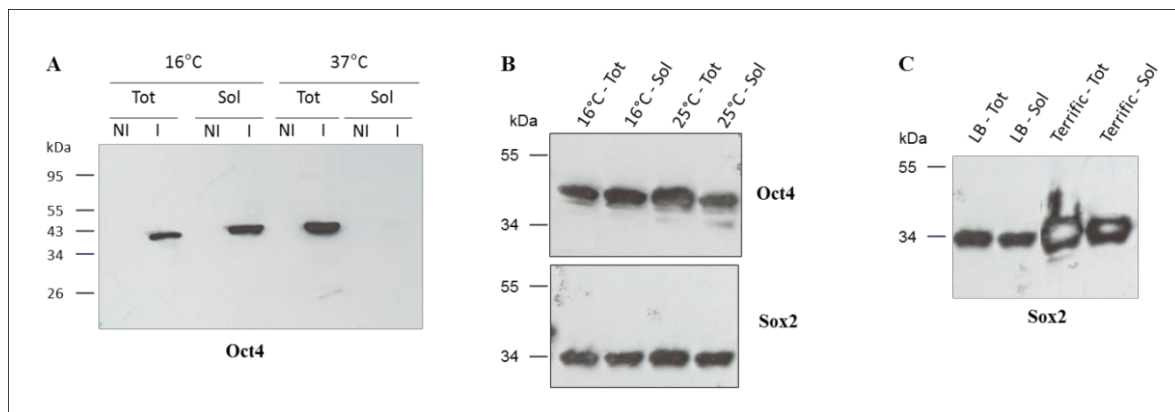 A
16°C 37°C
Tot Sol Tot Sol
NI I NI I NI I NI I
kDa
95
55
43
34
26
Oct4
B
16°C - Tot
16°C - Sol
25°C - Tot
25°C - Sol
kDa
55
34
Oct4
55
34
Sox2
C
LB - Tot
LB - Sol
Terrific - Tot
Terrific - Sol
kDa
55
34
Sox2